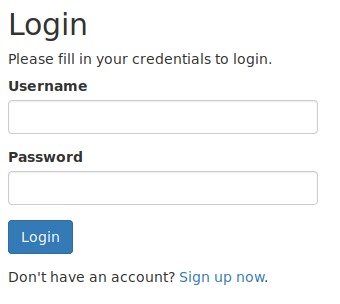 Login
Please fill in your credentials to login.
Username
Password
Login
Don't have an account? Sign up now.